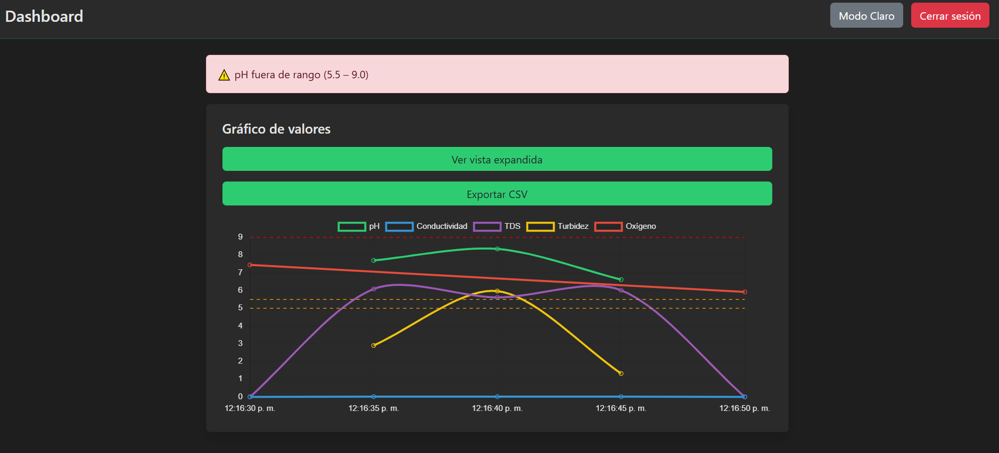 Dashboard
Modo Claro
Cerrar sesión
⚠ pH fuera de rango (5.5 – 9.0)
Gráfico de valores
Ver vista expandida
Exportar CSV
pH Conductividad TDS Turbidez Oxígeno
9
8
7
6
5
4
3
2
1
0
12:16:30 p. m. 12:16:35 p. m. 12:16:40 p. m. 12:16:45 p. m. 12:16:50 p. m.